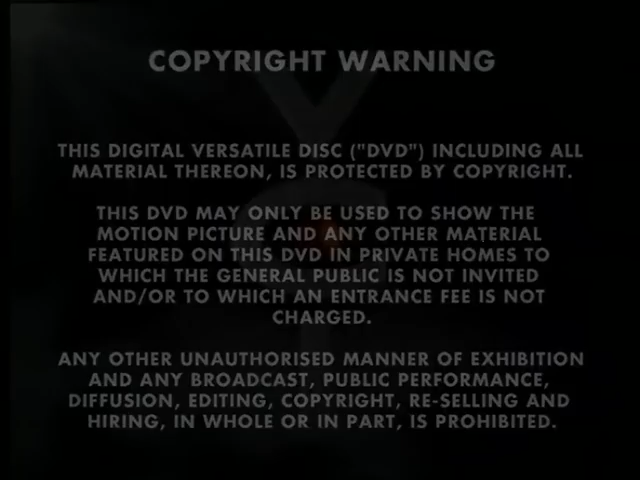 COPYRIGHT WARNING
THIS DIGITAL VERSATILE DISC ("DVD") INCLUDING ALL
MATERIAL THEREON, IS PROTECTED BY COPYRIGHT.
THIS DVD MAY ONLY BE USED TO SHOW THE
MOTION PICTURE AND ANY OTHER MATERIAL
FEATURED ON THIS DVD IN PRIVATE HOMES TO
WHICH THE GENERAL PUBLIC IS NOT INVITED
AND/OR TO WHICH AN ENTRANCE FEE IS NOT
CHARGED.
ANY OTHER UNAUTHORISED MANNER OF EXHIBITION
AND ANY BROADCAST, PUBLIC PERFORMANCE,
DIFFUSION, EDITING, COPYRIGHT, RE-SELLING AND
HIRING, IN WHOLE OR IN PART, IS PROHIBITED.